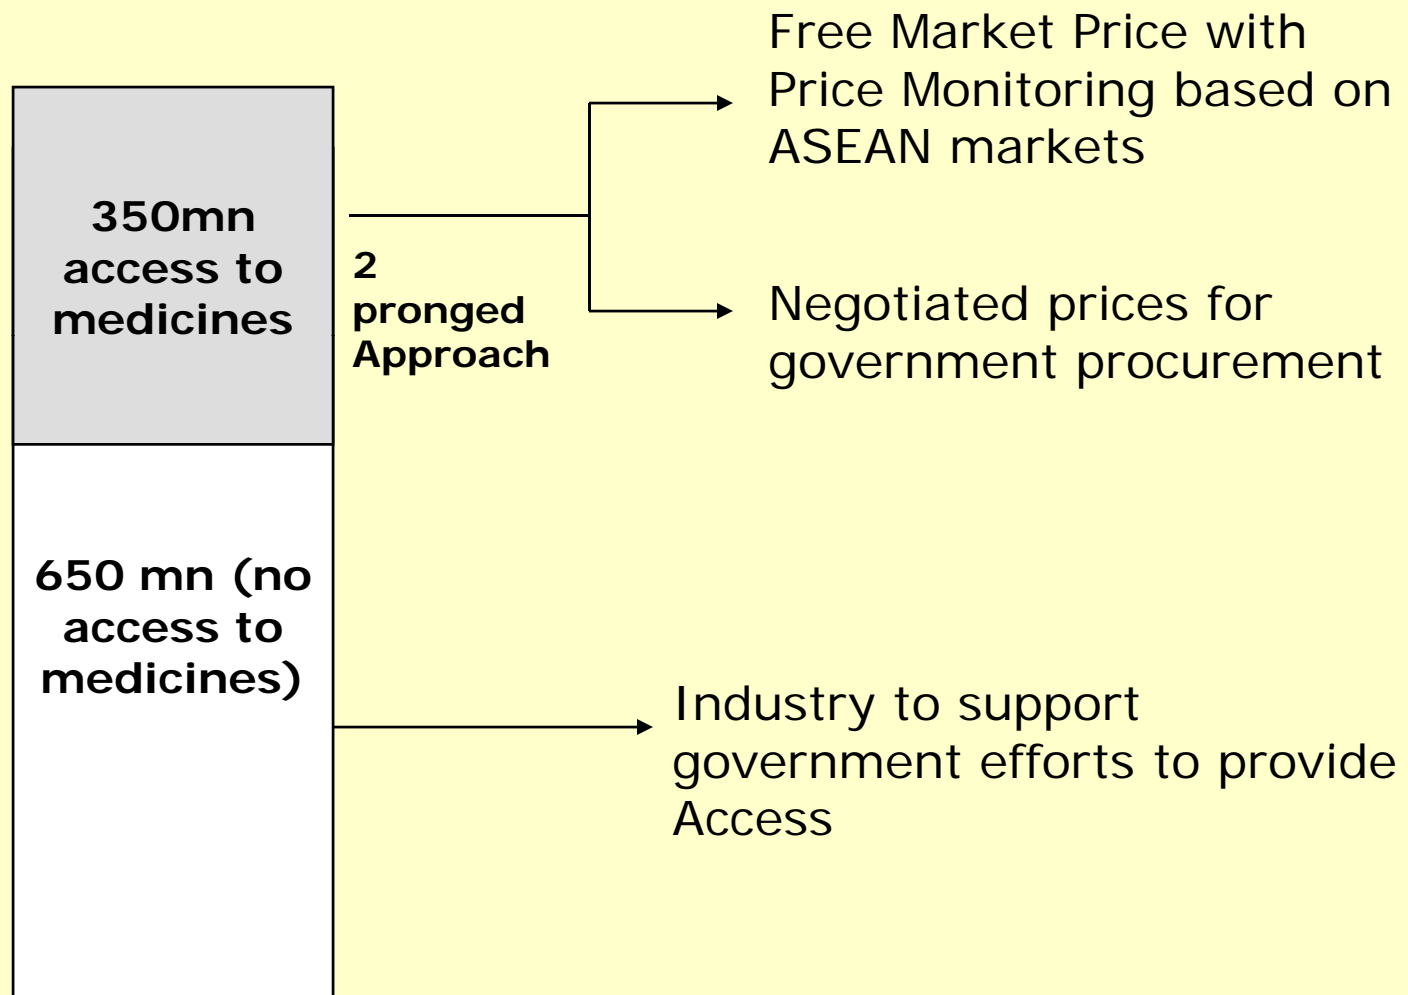 Free Market Price with
Price Monitoring based on
ASEAN markets
350mn
access to
medicines
2
pronged
Approach
Negotiated prices for
government procurement
650 mn (no
access to
medicines)
Industry to support
government efforts to provide
Access